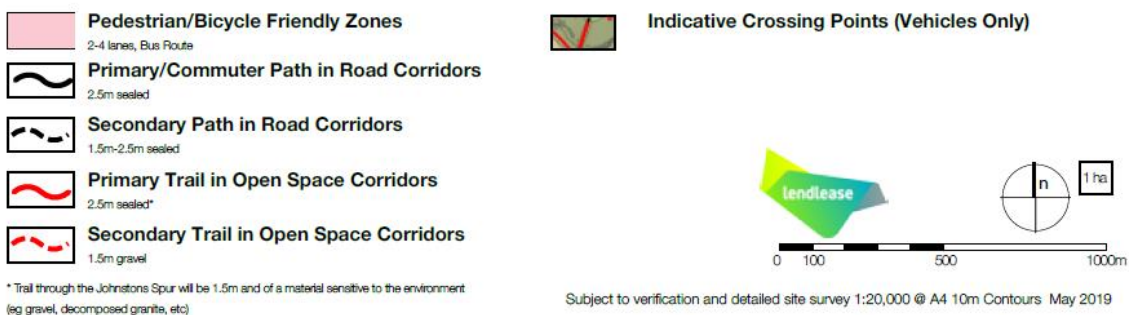 Pedestrian/Bicycle Friendly Zones
2-4 lanes, Bus Route
Primary/Commuter Path in Road Corridors
2.5m sealed
Secondary Path in Road Corridors
1.5m-2.5m sealed
Primary Trail in Open Space Corridors
2.5m sealed*
Secondary Trail in Open Space Corridors
1.5m gravel
* Trail through the Johnstons Spur will be 1.5m and of a material sensitive to the environment
(eg gravel, decomposed granite, etc)
Indicative Crossing Points (Vehicles Only)
lendlease
n
1 ha
0 100 500 1000m
Subject to verification and detailed site survey 1:20,000 @ A4 10m Contours May 2019